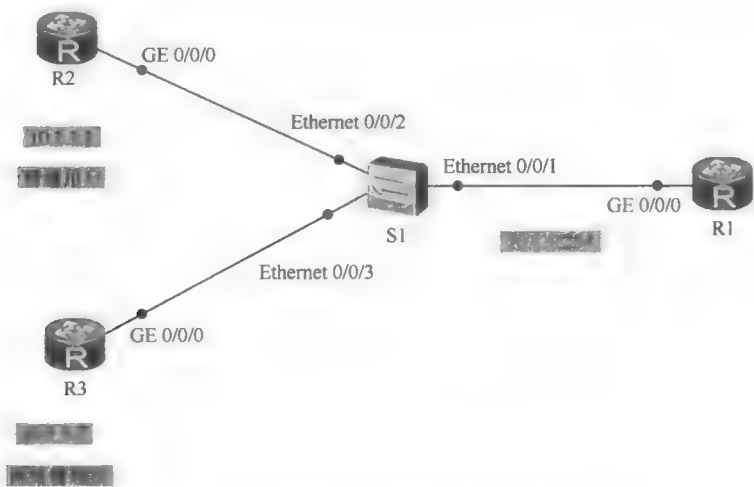 R
GE 0/0/0
R2
Ethernet 0/0/2
Ethernet 0/0/1
R
GE 0/0/0
R1
S1
Ethernet 0/0/3
GE 0/0/0
R
R3